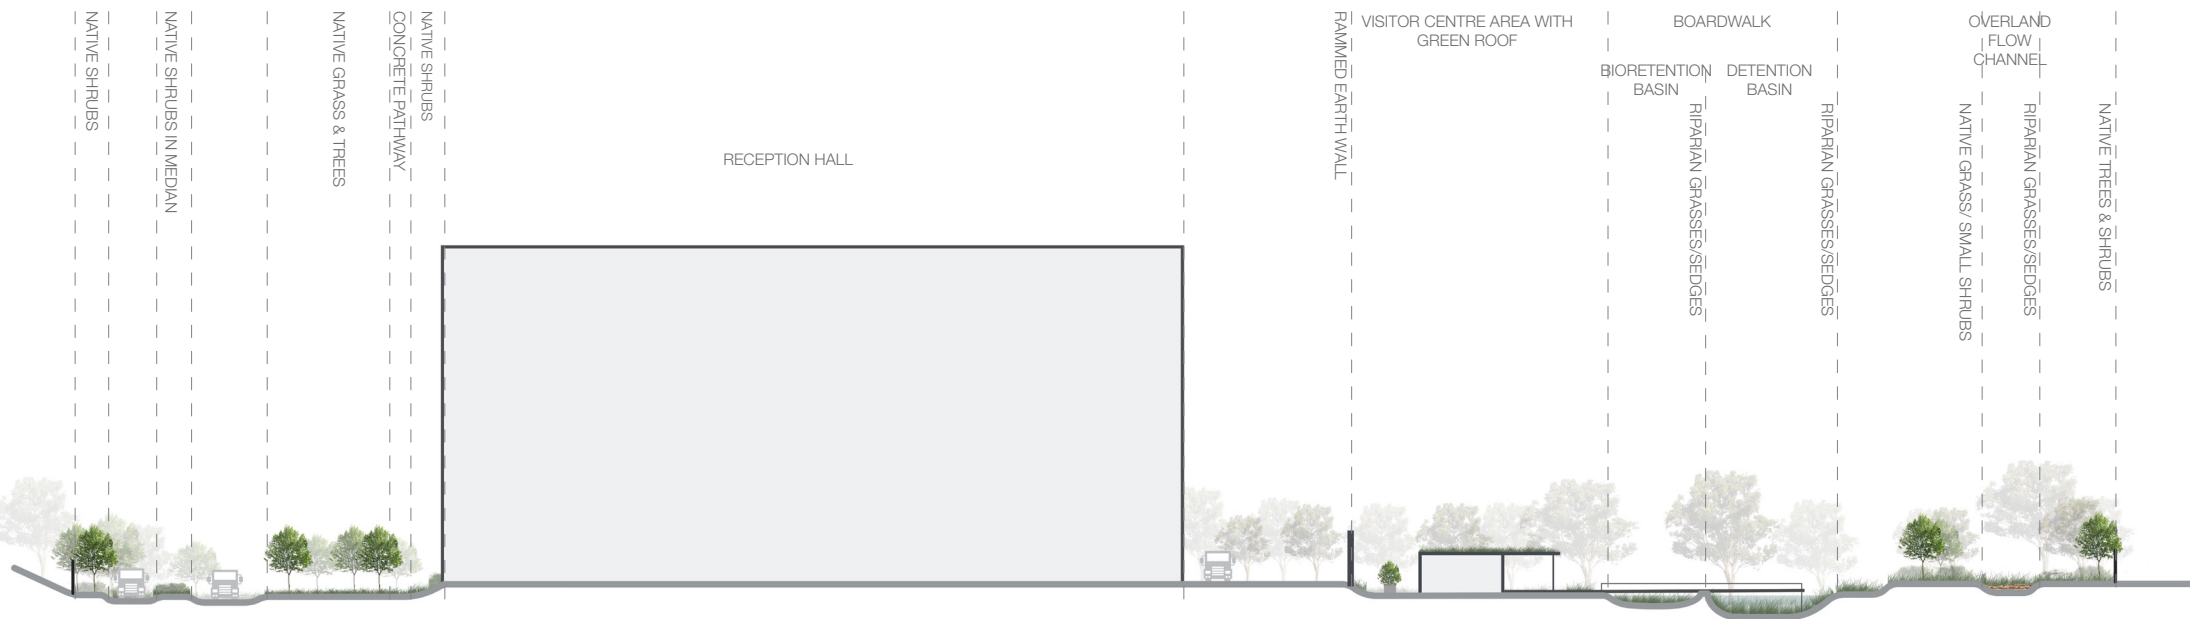 NATIVE SHRUBS
NATIVE SHRUBS IN MEDIAN
NATIVE GRASS & TREES
CONCRETE PATHWAY
NATIVE SHRUBS
RECEPTION HALL
RAMMED EARTH WALL
VISITOR CENTRE AREA WITH
GREEN ROOF
BOARDWALK
BIORETENTION
BASIN
RIPARIAN GRASSES/SEDGES
DETENTION
BASIN
RIPARIAN GRASSES/SEDGES
NATIVE GRASS/ SMALL SHRUBS
OVERLAND
FLOW
CHANNEL
RIPARIAN GRASSES/SEDGES
NATIVE TREES & SHRUBS